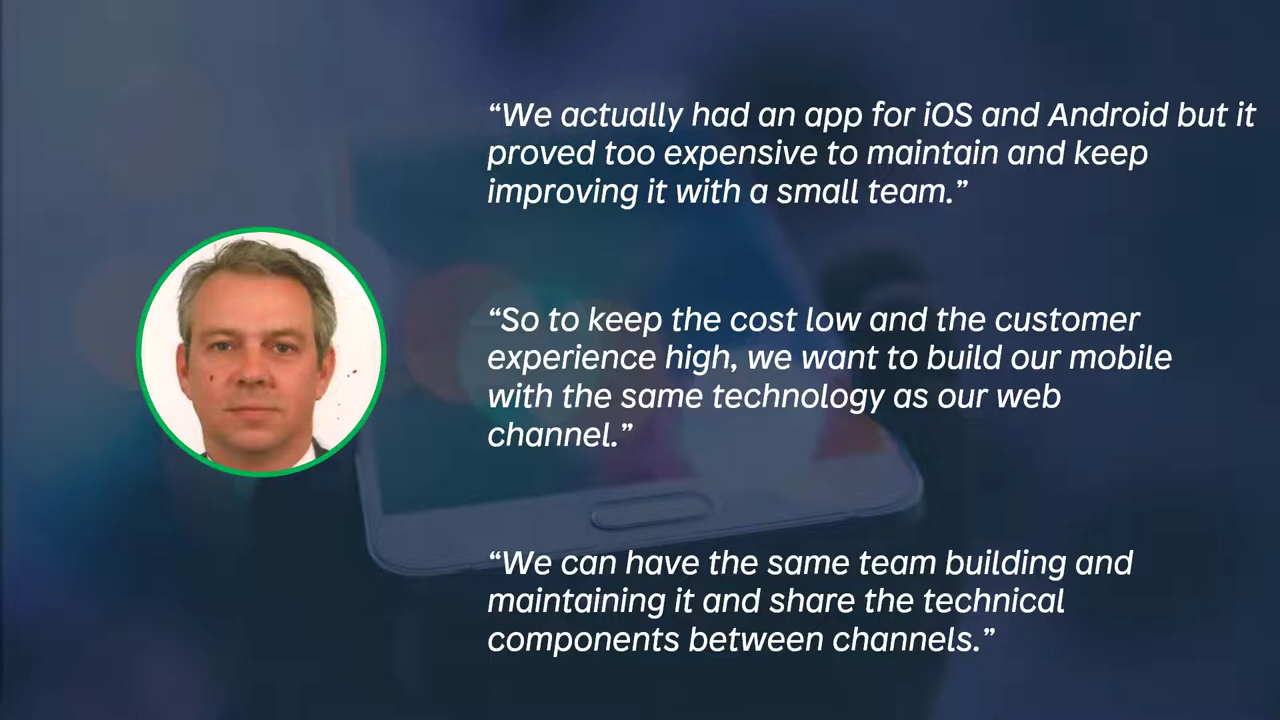 “We actually had an app for iOS and Android but it
proved too expensive to maintain and keep
improving it with a small team.”
“So to keep the cost low and the customer
experience high, we want to build our mobile
with the same technology as our web
channel.”
“We can have the same team building and
maintaining it and share the technical
components between channels.”